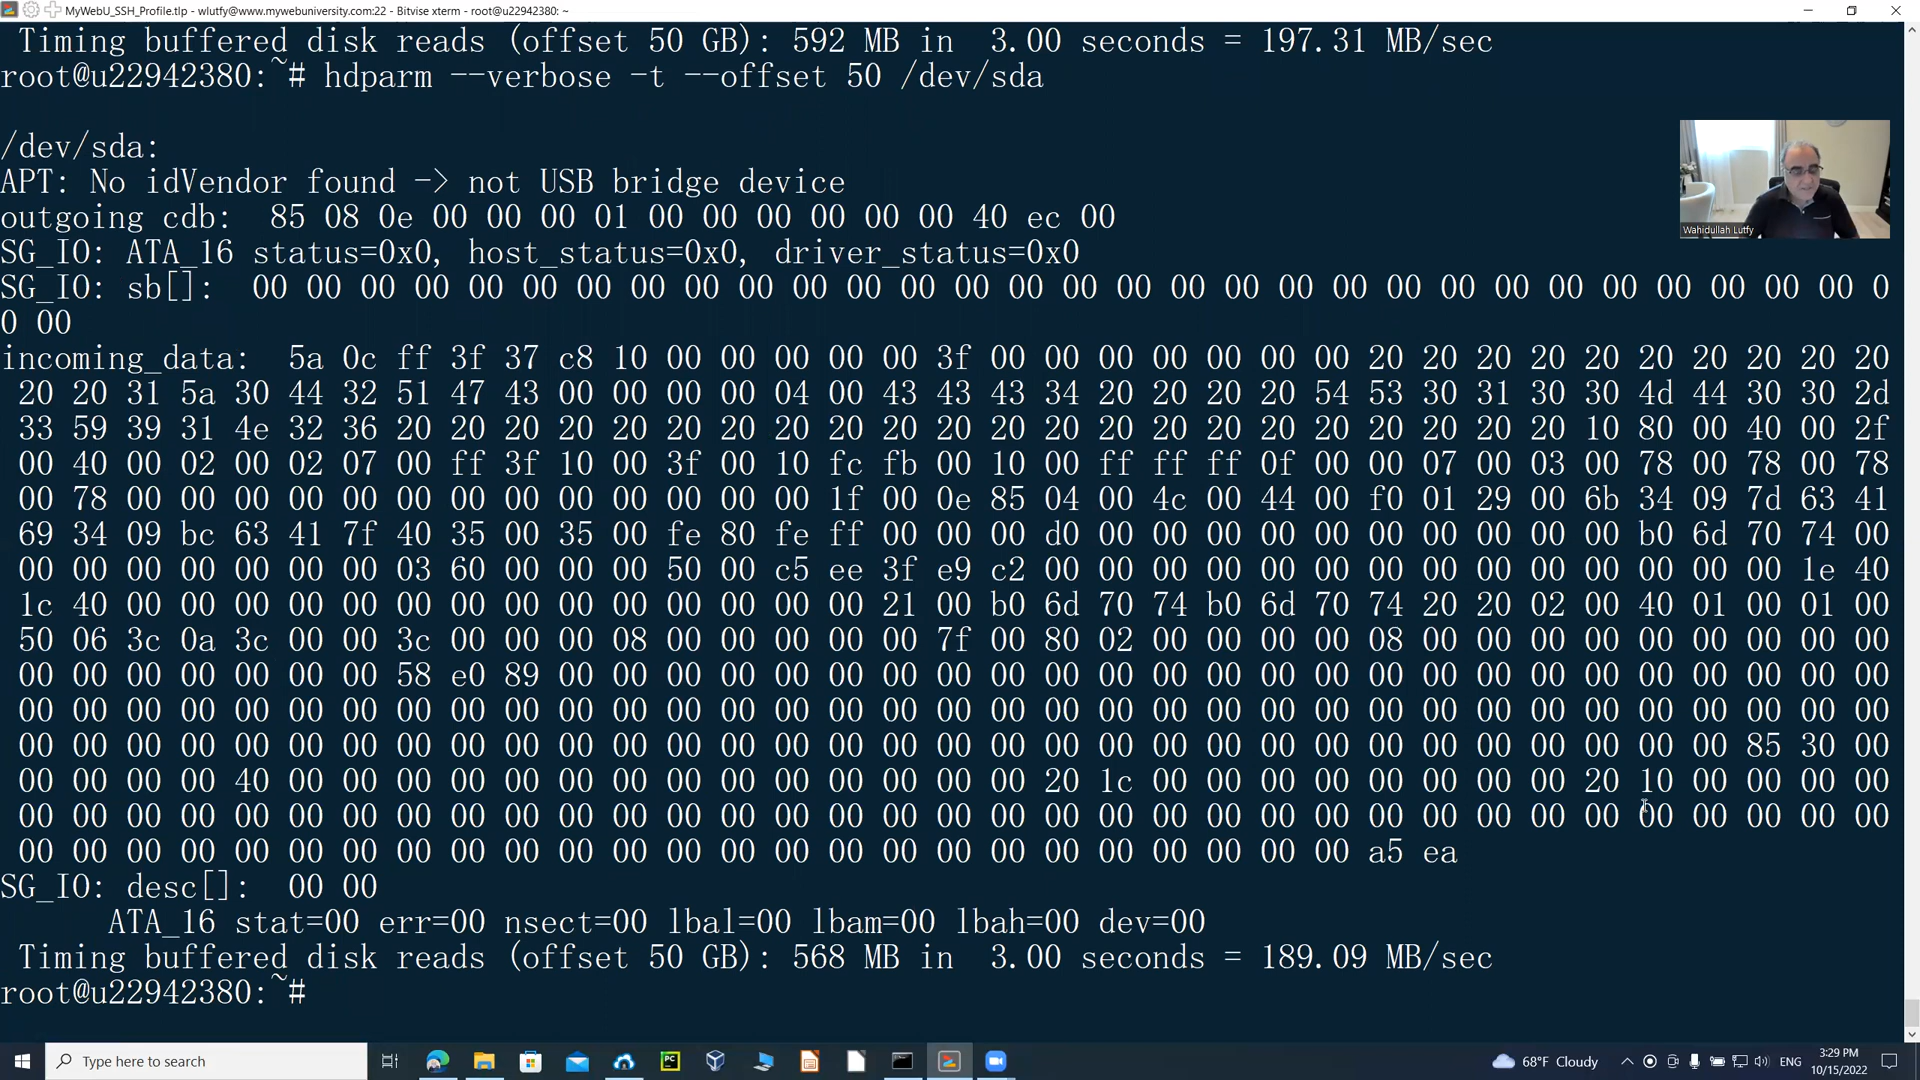 MyWebU_SSH_Profile.tlp - wlutfy@www.mywebuniversity.com:22 - Bitvise xterm - root@u22942380: ~
Timing buffered disk reads (offset 50 GB): 592 MB in  3.00 seconds = 197.31 MB/sec
root@u22942380:~# hdparm --verbose -t --offset 50 /dev/sda
/dev/sda:
APT: No idVendor found -> not USB bridge device
outgoing cdb:  85 08 0e 00 00 00 01 00 00 00 00 00 00 40 ec 00
SG_IO: ATA_16 status=0x0, host_status=0x0, driver_status=0x0
SG_IO: sb[]:  00 00 00 00 00 00 00 00 00 00 00 00 00 00 00 00 00 00 00 00 00 00 00 00 00 00 00 00 00 00 0
0 00
incoming_data:  5a 0c ff 3f 37 c8 10 00 00 00 00 00 3f 00 00 00 00 00 00 00 20 20 20 20 20 20 20 20 20 20
20 20 31 5a 30 44 32 51 47 43 00 00 00 00 04 00 43 43 43 34 20 20 20 20 54 53 30 31 30 30 4d 44 30 30 2d
33 59 39 31 4e 32 36 20 20 20 20 20 20 20 20 20 20 20 20 20 20 20 20 20 20 20 20 20 20 10 80 00 40 00 2f
00 40 00 02 00 02 07 00 ff 3f 10 00 3f 00 10 fc fb 00 10 00 ff ff ff 0f 00 00 07 00 03 00 78 00 78 00 78
00 78 00 00 00 00 00 00 00 00 00 00 00 00 00 1f 00 0e 85 04 00 4c 00 44 00 f0 01 29 00 6b 34 09 7d 63 41
69 34 09 bc 63 41 7f 40 35 00 35 00 fe 80 fe ff 00 00 00 d0 00 00 00 00 00 00 00 00 00 00 b0 6d 70 74 00
00 00 00 00 00 00 00 03 60 00 00 00 50 00 c5 ee 3f e9 c2 00 00 00 00 00 00 00 00 00 00 00 00 00 00 1e 40
1c 40 00 00 00 00 00 00 00 00 00 00 00 00 00 00 21 00 b0 6d 70 74 b0 6d 70 74 20 20 02 00 40 01 00 01 00
50 06 3c 0a 3c 00 00 3c 00 00 00 08 00 00 00 00 00 7f 00 80 02 00 00 00 00 08 00 00 00 00 00 00 00 00 00
00 00 00 00 00 00 00 58 e0 89 00 00 00 00 00 00 00 00 00 00 00 00 00 00 00 00 00 00 00 00 00 00 00 00 00
00 00 00 00 00 00 00 00 00 00 00 00 00 00 00 00 00 00 00 00 00 00 00 00 00 00 00 00 00 00 00 00 00 00 00
00 00 00 00 00 00 00 00 00 00 00 00 00 00 00 00 00 00 00 00 00 00 00 00 00 00 00 00 00 00 00 00 85 30 00
00 00 00 00 40 00 00 00 00 00 00 00 00 00 00 00 00 00 00 20 1c 00 00 00 00 00 00 00 00 20 10 00 00 00 00
00 00 00 00 00 00 00 00 00 00 00 00 00 00 00 00 00 00 00 00 00 00 00 00 00 00 00 00 00 00 00 00 00 00 00
00 00 00 00 00 00 00 00 00 00 00 00 00 00 00 00 00 00 00 00 00 00 00 00 00 a5 ea
SG_IO: desc[]:  00 00
ATA_16 stat=00 err=00 nsect=00 lbal=00 lbam=00 lbah=00 dev=00
Timing buffered disk reads (offset 50 GB): 568 MB in  3.00 seconds = 189.09 MB/sec
root@u22942380:~#
Wahidullah Lutfy
Type here to search
68°F Cloudy
ENG
3:29 PM
10/15/2022